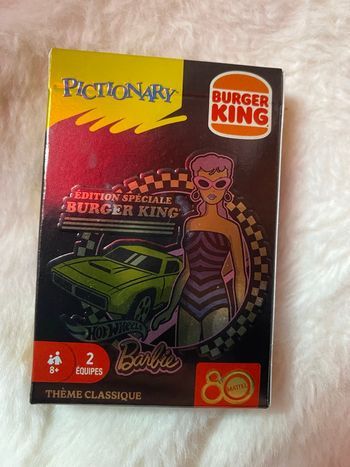 PICTIONARY
BURGER
KING
ÉDITION SPÉCIALE
BURGER KING
HOT WHEELS
Barbie
8+
2
ÉQUIPES
80
MATTEL
THÈME CLASSIQUE